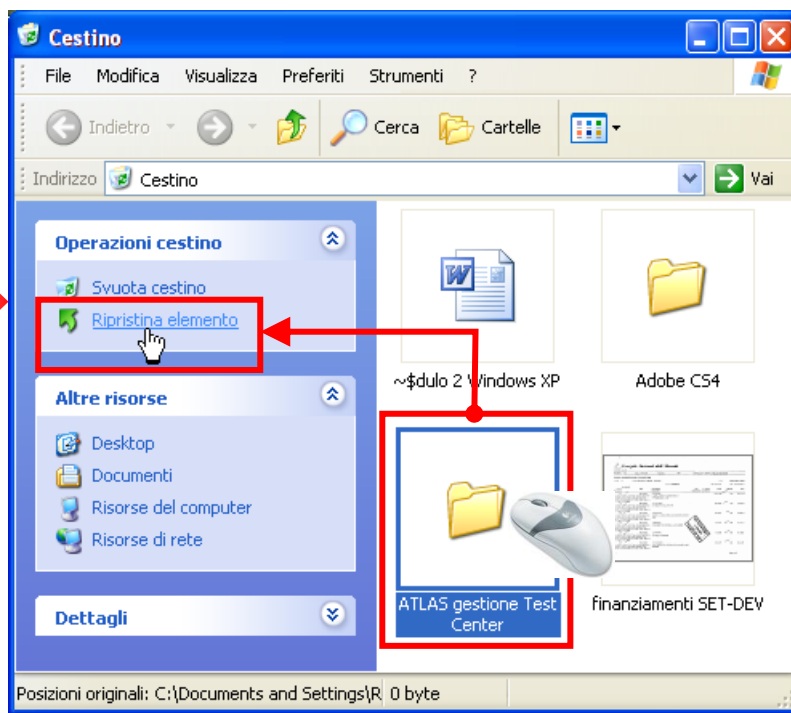 Cestino
File Modifica Visualizza Preferiti Strumenti ?
Indietro Cerca Cartelle
Indirizzo Cestino Vai
Operazioni cestino
Svuota cestino
Ripristina elemento
Altre risorse
Desktop
Documenti
Risorse del computer
Risorse di rete
Dettagli
~$dulo 2 Windows XP
Adobe CS4
ATLAS gestione Test
Center
finanziamenti SET-DEV
Posizioni originali: C:\Documents and Settings\R 0 byte